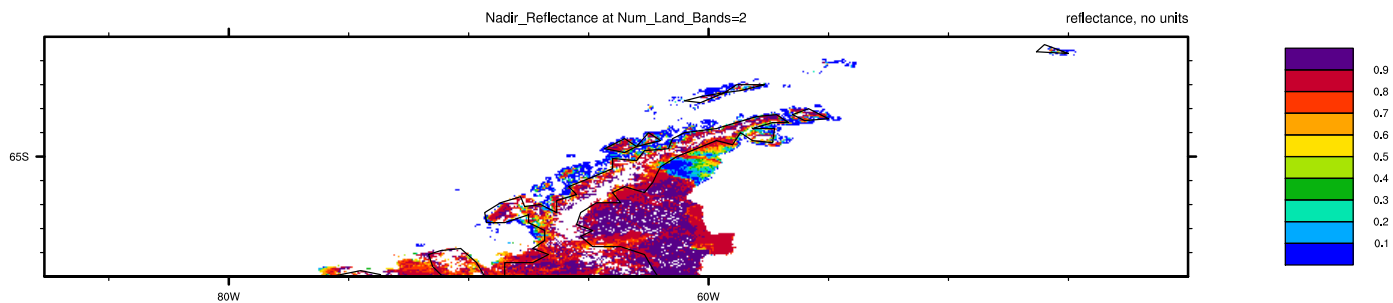 Nadir_Reflectance at Num_Land_Bands=2
reflectance, no units
65S
80W
60W
0.9
0.8
0.7
0.6
0.5
0.4
0.3
0.2
0.1